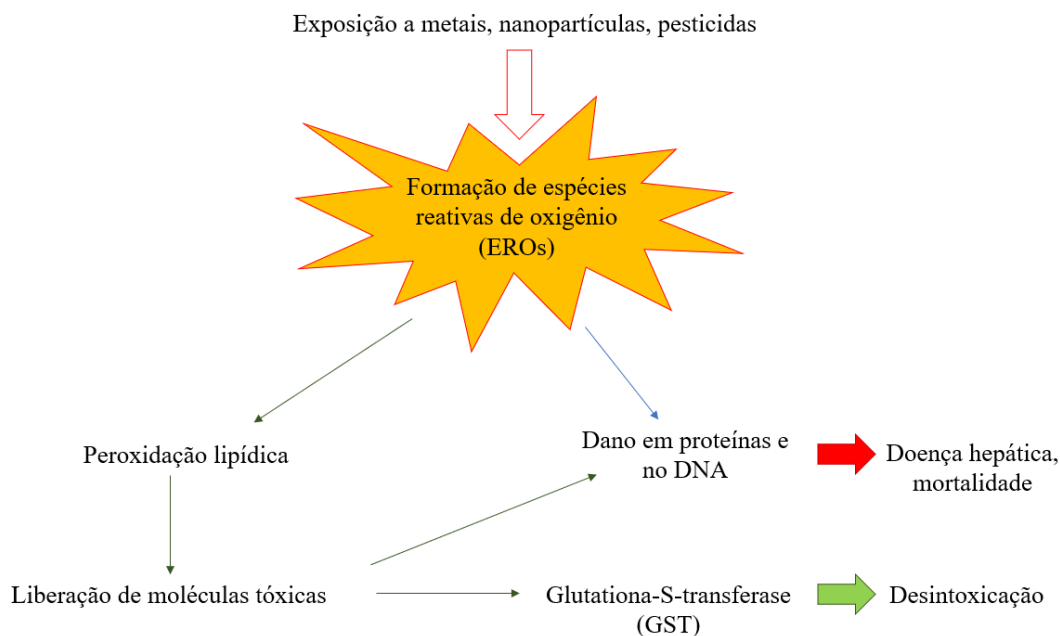 Exposição a metais, nanopartículas, pesticidas
Formação de espécies
reativas de oxigênio
(EROs)
Peroxidação lipídica
Dano em proteínas e
no DNA
Doença hepática,
mortalidade
Liberação de moléculas tóxicas
Glutationa-S-transferase
(GST)
Desintoxicação